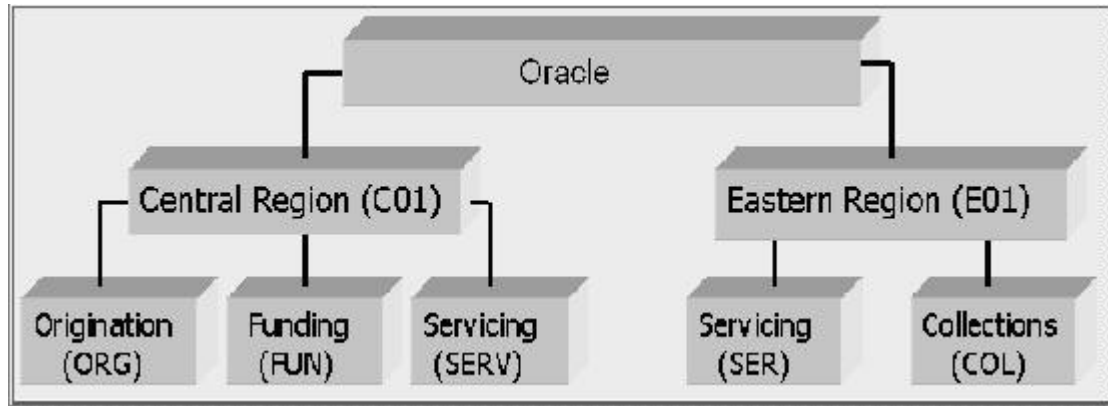 Oracle
Central Region (C01)
Eastern Region (E01)
Origination
(ORG)
Funding
(FUN)
Servicing
(SERV)
Servicing
(SER)
Collections
(COL)